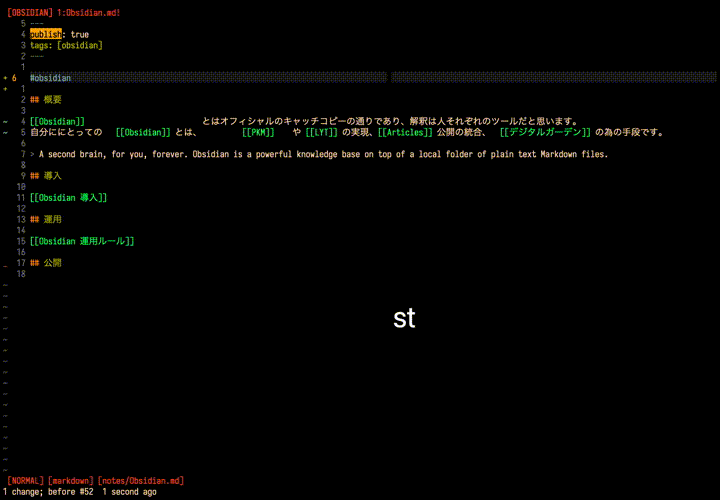 [OBSIDIAN] 1:Obsidian.md!
5 ---
4 publish: true
3 tags: [obsidian]
2 ---
1
+ 6 #obsidian
+ 1
2 ## 概要
3
~ 4 [[Obsidian]] とはオフィシャルのキャッチコピーの通りであり、解釈は人それぞれのツールだと思います。
~ 5 自分ににとっての [[Obsidian]] とは、 [[PKM]] や [[LYT]] の実現、[[Articles]] 公開の統合、 [[デジタルガーデン]] の為の手段です。
6
7 > A second brain, for you, forever. Obsidian is a powerful knowledge base on top of a local folder of plain text Markdown files.
8
9 ## 導入
10
11 [[Obsidian 導入]]
12
13 ## 運用
14
15 [[Obsidian 運用ルール]]
16
_ 17 ## 公開
18
st
[NORMAL] [markdown] [notes/Obsidian.md]
1 change; before #52 1 second ago